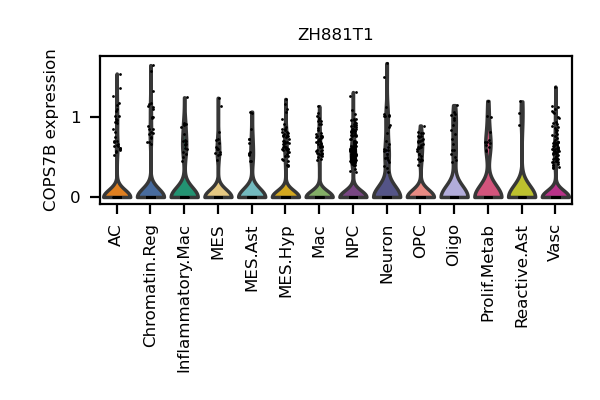 ZH881T1
COPS7B expression
1
0
AC
Chromatin.Reg
Inflammatory.Mac
MES
MES.Ast
MES.Hyp
Mac
NPC
Neuron
OPC
Oligo
Prolif.Metab
Reactive.Ast
Vasc